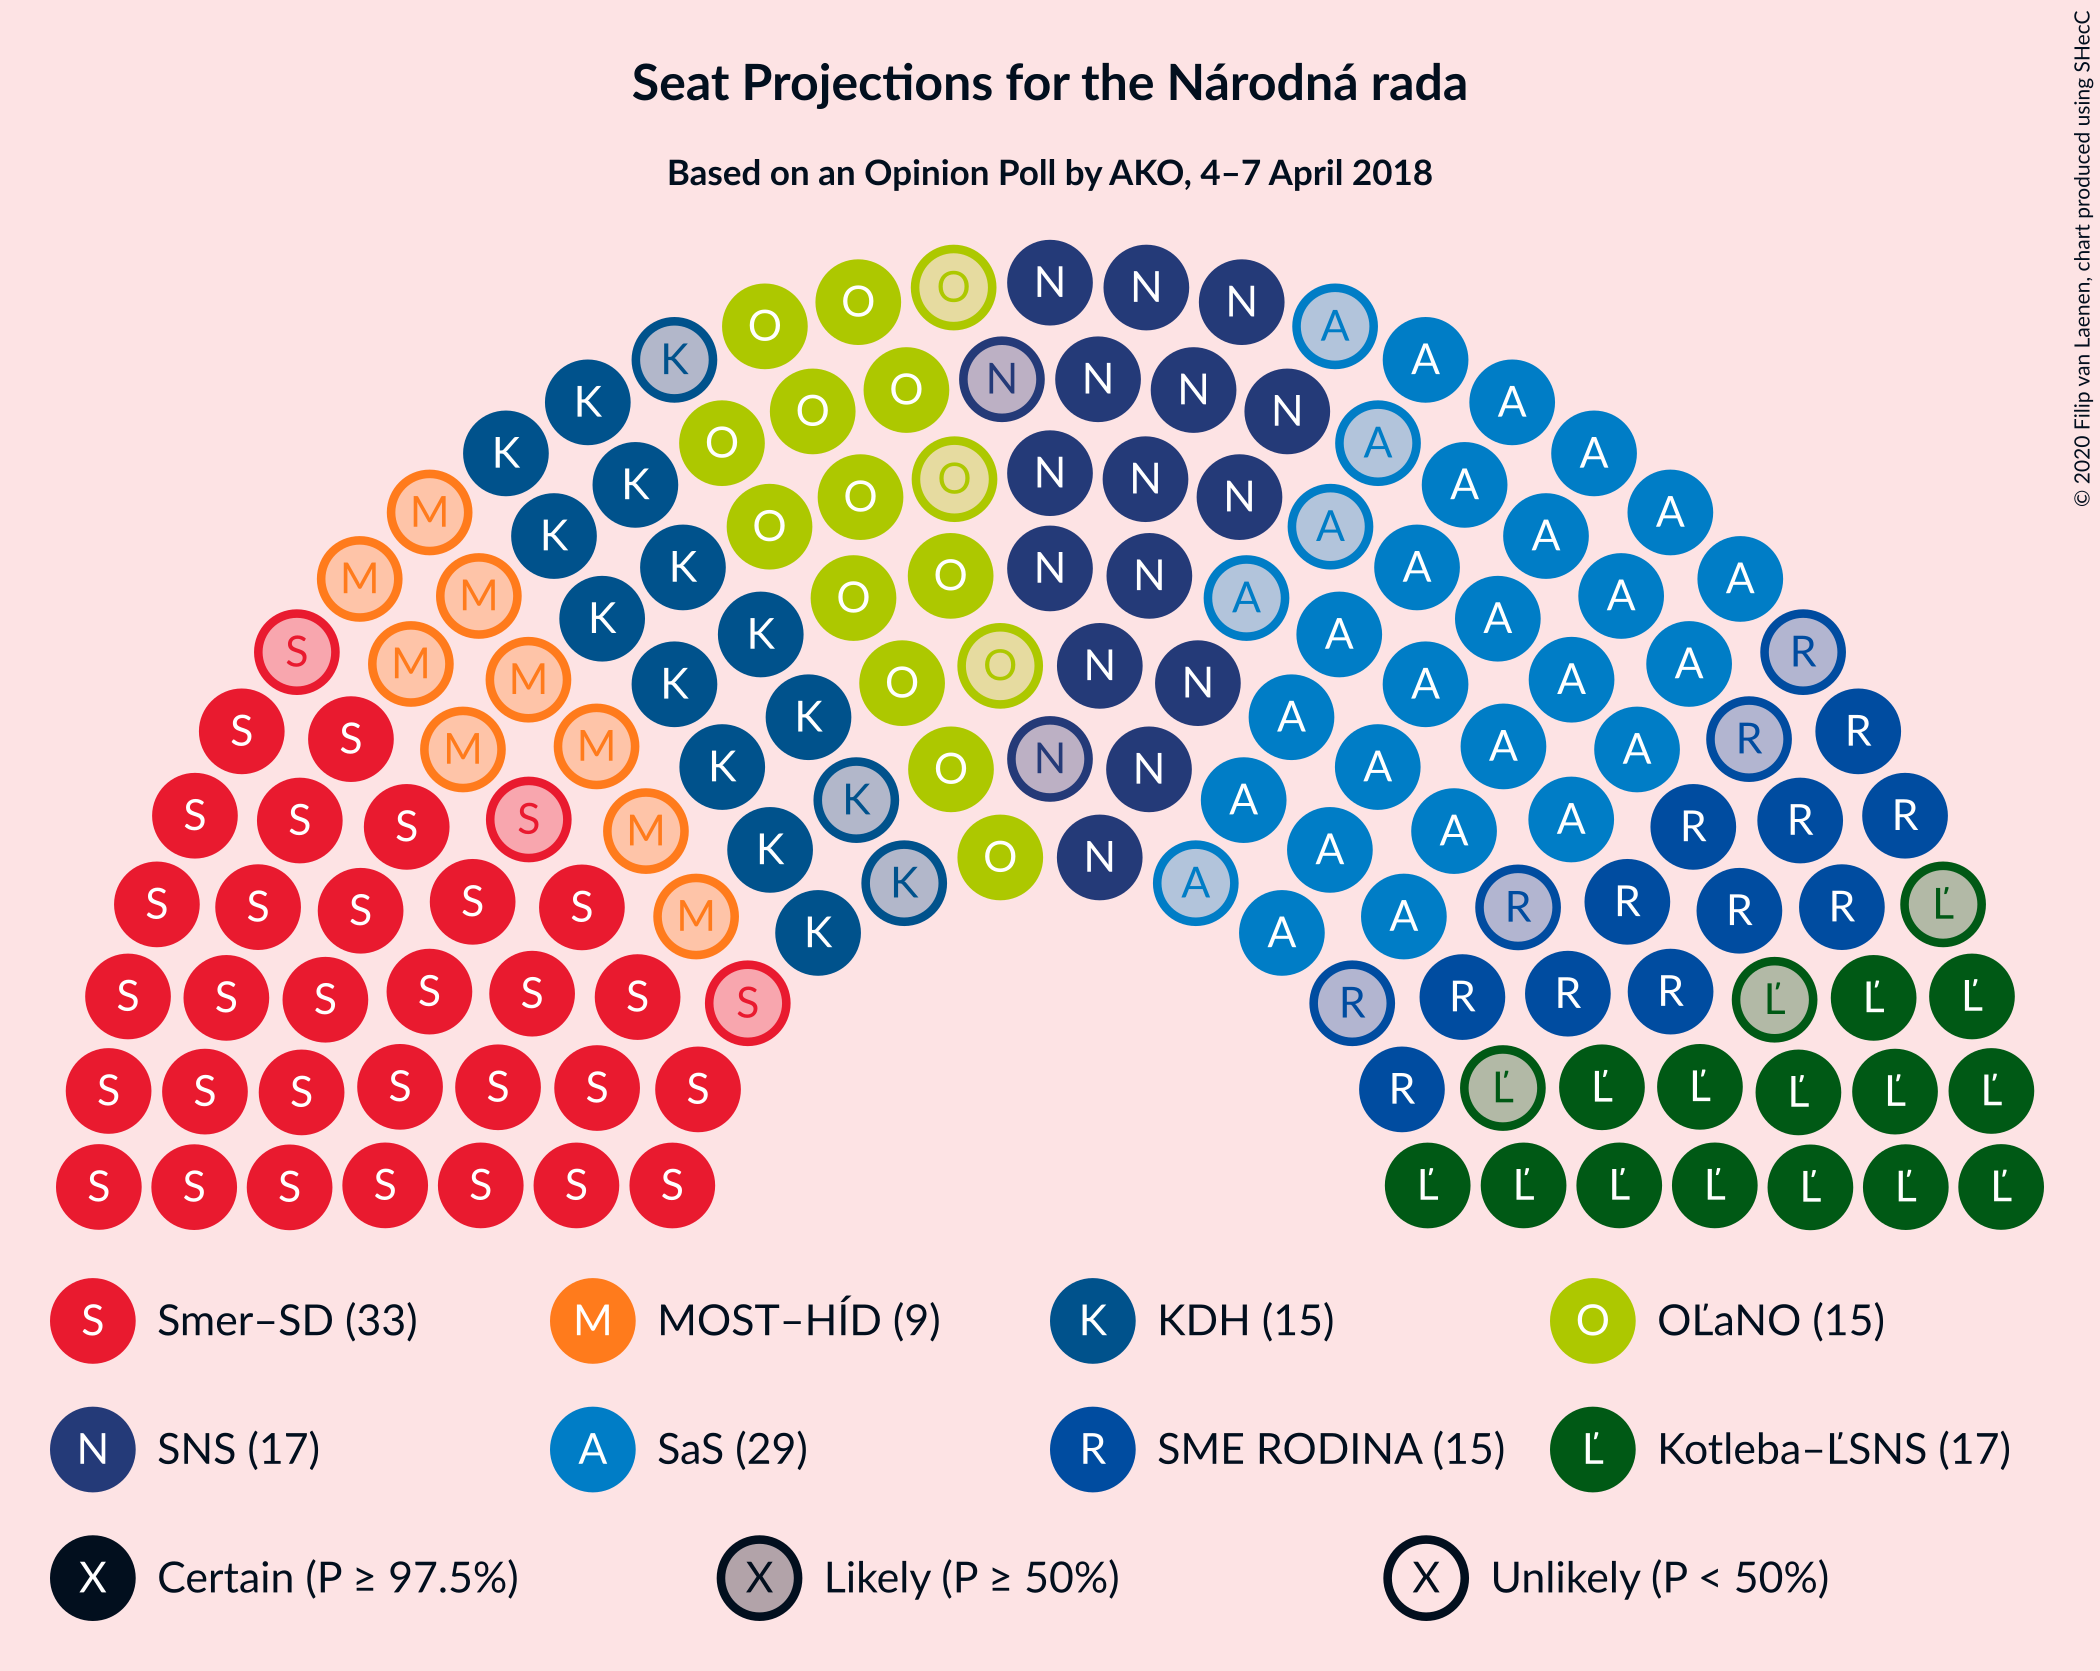 Seat Projections for the Národná rada
Based on an Opinion Poll by AKO, 4–7 April 2018
© 2020 Filip van Laenen, chart produced using SHecC
O N N N A
K O O N N N A A
K O O N N N A A
K K O O O N N N A A A
M K K O O N N A A A A
M M K K O O N N A A A A A
S M M K K O O N N A A A A A R
S S M M K K O N N A A A A A R R
S S S S M K K O N A A A A R R R
S S S S S M K K A A A R R R R Ľ
S S S S S S S R R R R Ľ Ľ Ľ
S S S S S S S R Ľ Ľ Ľ Ľ Ľ Ľ
S S S S S S S Ľ Ľ Ľ Ľ Ľ Ľ Ľ
S Smer–SD (33) M MOST–HÍD (9) K KDH (15) O OĽaNO (15)
N SNS (17) A SaS (29) R SME RODINA (15) Ľ Kotleba–ĽSNS (17)
X Certain (P ≥ 97.5%) X Likely (P ≥ 50%) X Unlikely (P < 50%)